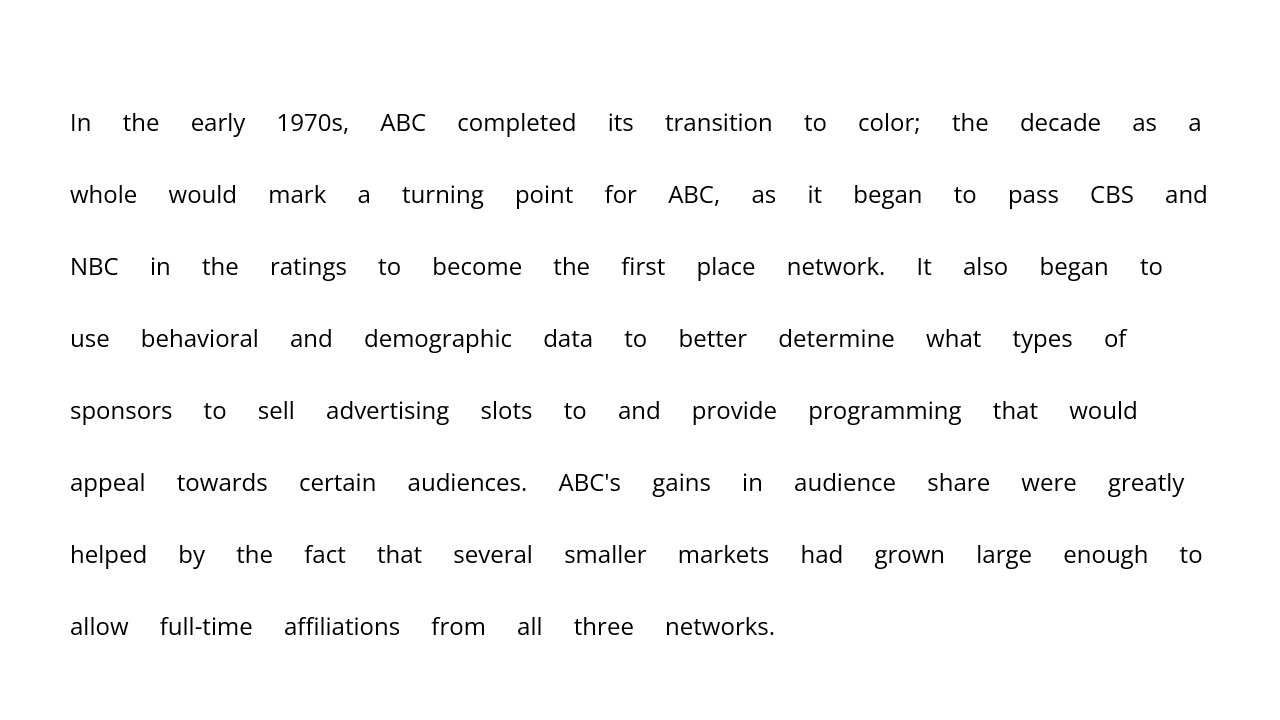 In the early 1970s, ABC completed its transition to color; the decade as a
whole would mark a turning point for ABC, as it began to pass CBS and
NBC in the ratings to become the first place network. It also began to
use behavioral and demographic data to better determine what types of
sponsors to sell advertising slots to and provide programming that would
appeal towards certain audiences. ABC's gains in audience share were greatly
helped by the fact that several smaller markets had grown large enough to
allow full-time affiliations from all three networks.